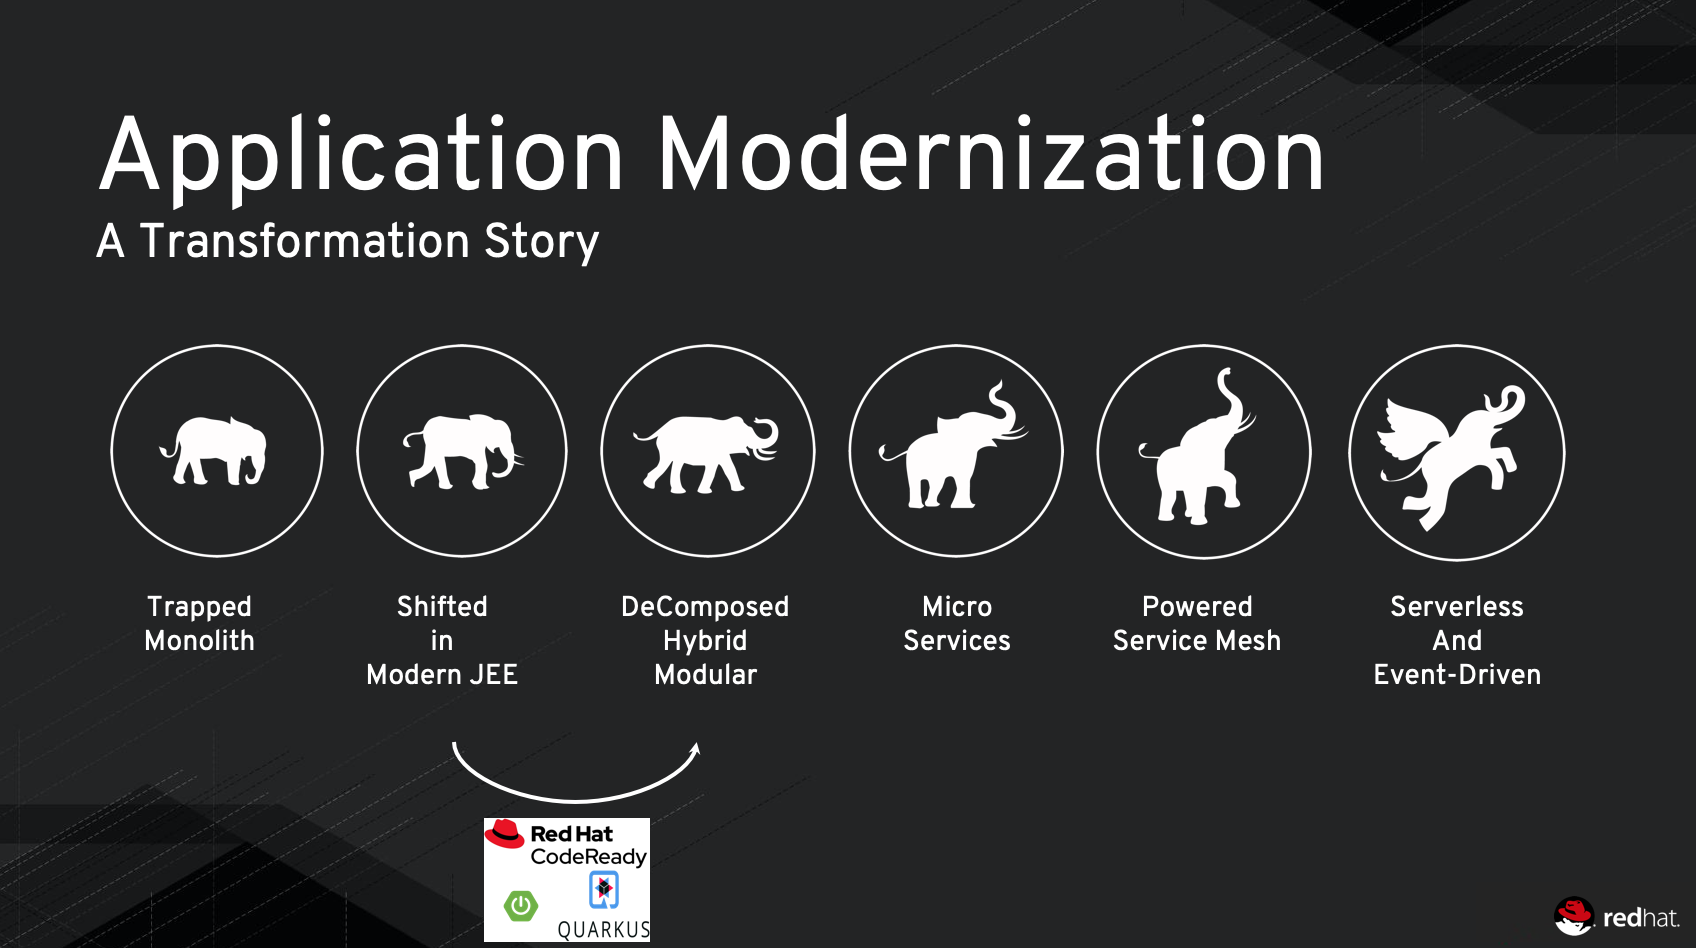 Application Modernization
A Transformation Story
Trapped
Monolith
Shifted
in
Modern JEE
DeComposed
Hybrid
Modular
Micro
Services
Powered
Service Mesh
Serverless
And
Event-Driven
Red Hat
CodeReady
QUARKUS
redhat.